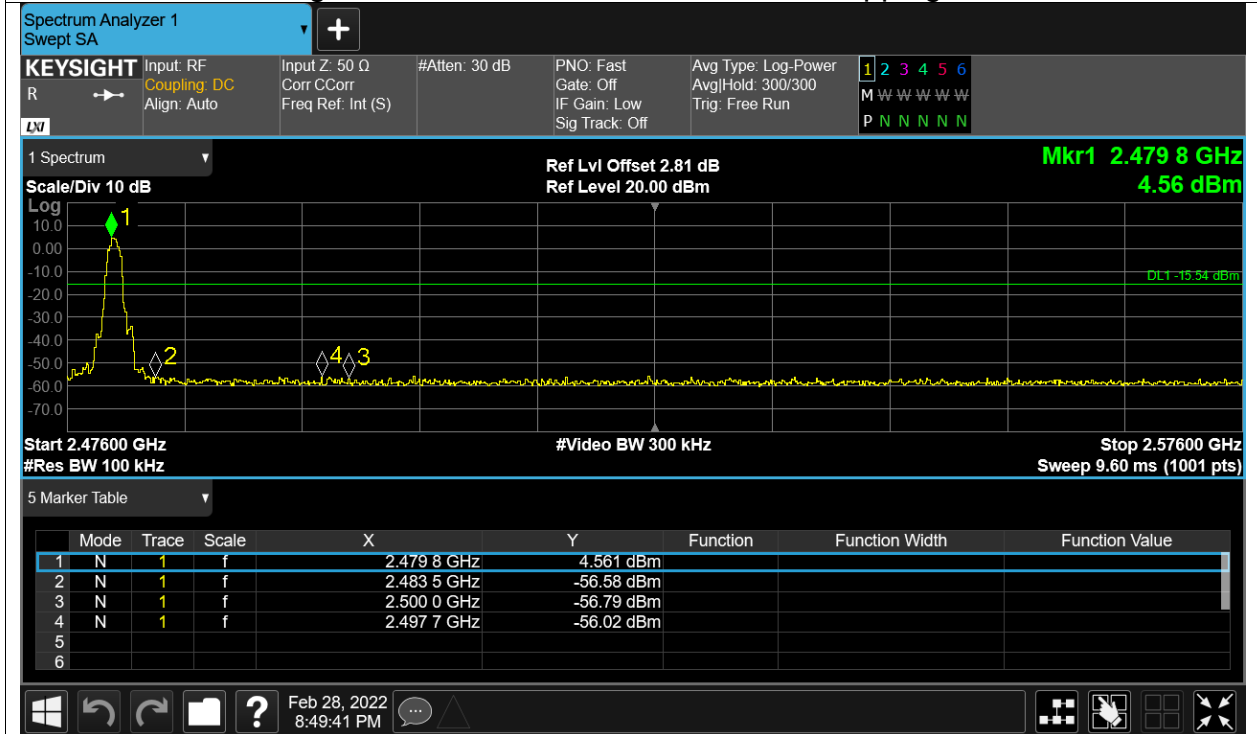 Spectrum Analyzer 1
Swept SA
+
KEYSIGHT
R
LXI
Input: RF
Coupling: DC
Align: Auto
Input Z: 50 Ω
Corr CCorr
Freq Ref: Int (S)
#Atten: 30 dB
PNO: Fast
Gate: Off
IF Gain: Low
Sig Track: Off
Avg Type: Log-Power
Avg|Hold: 300/300
Trig: Free Run
1 2 3 4 5 6
M W W W W W
P N N N N N
1 Spectrum
Scale/Div 10 dB
Ref Lvl Offset 2.81 dB
Ref Level 20.00 dBm
Mkr1 2.479 8 GHz
4.56 dBm
Log
10.0
0.00
-10.0
-20.0
-30.0
-40.0
-50.0
-60.0
-70.0
1
2
4
3
DL1 -15.54 dBm
Start 2.47600 GHz
#Video BW 300 kHz
Stop 2.57600 GHz
#Res BW 100 kHz
Sweep 9.60 ms (1001 pts)
5 Marker Table
Mode Trace Scale X Y Function Function Width Function Value
1 N 1 f 2.479 8 GHz 4.561 dBm
2 N 1 f 2.483 5 GHz -56.58 dBm
3 N 1 f 2.500 0 GHz -56.79 dBm
4 N 1 f 2.497 7 GHz -56.02 dBm
5
6
?
Feb 28, 2022
8:49:41 PM